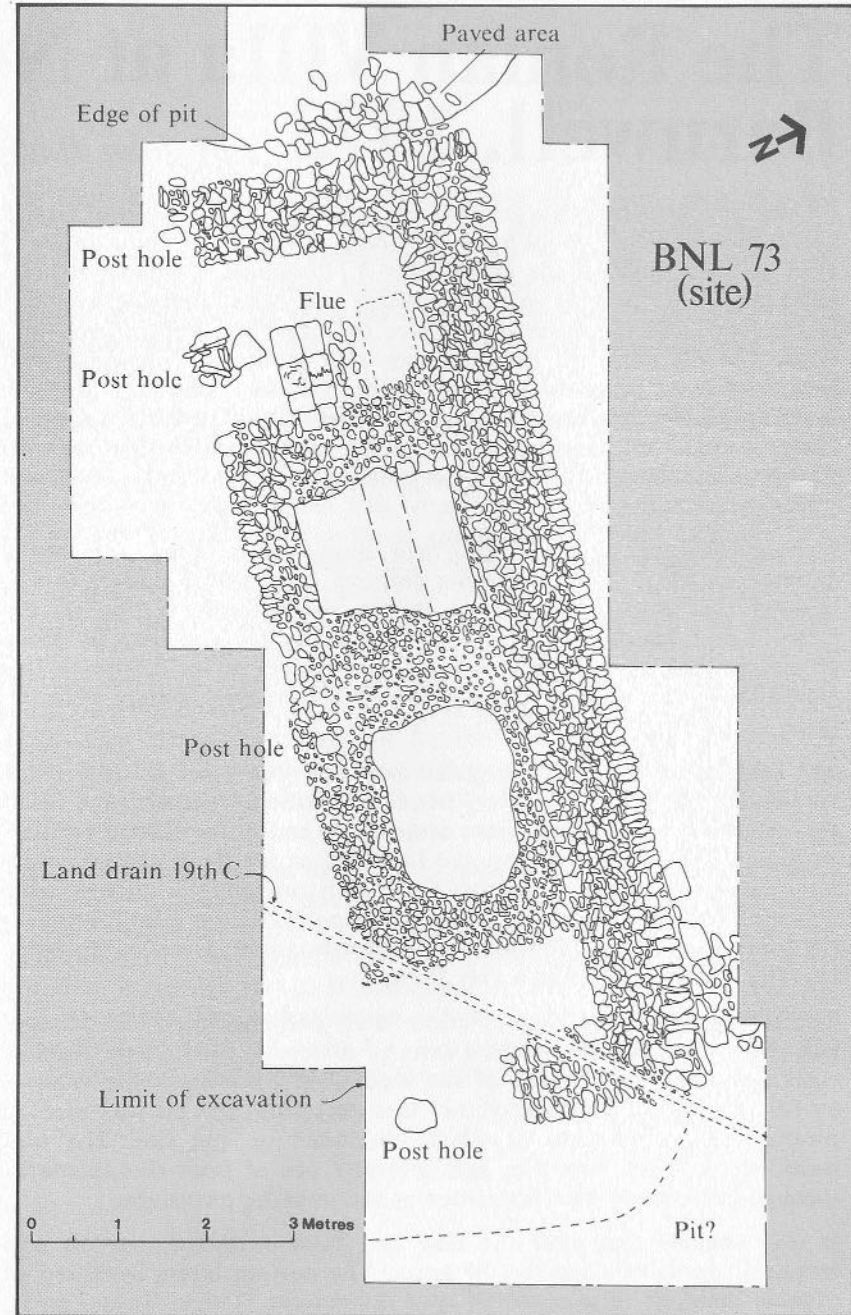 Paved area
Edge of pit
N
BNL 73
(site)
Post hole
Flue
Post hole
Post hole
Land drain 19th C
Limit of excavation
Post hole
0 1 2 3 Metres
Pit?